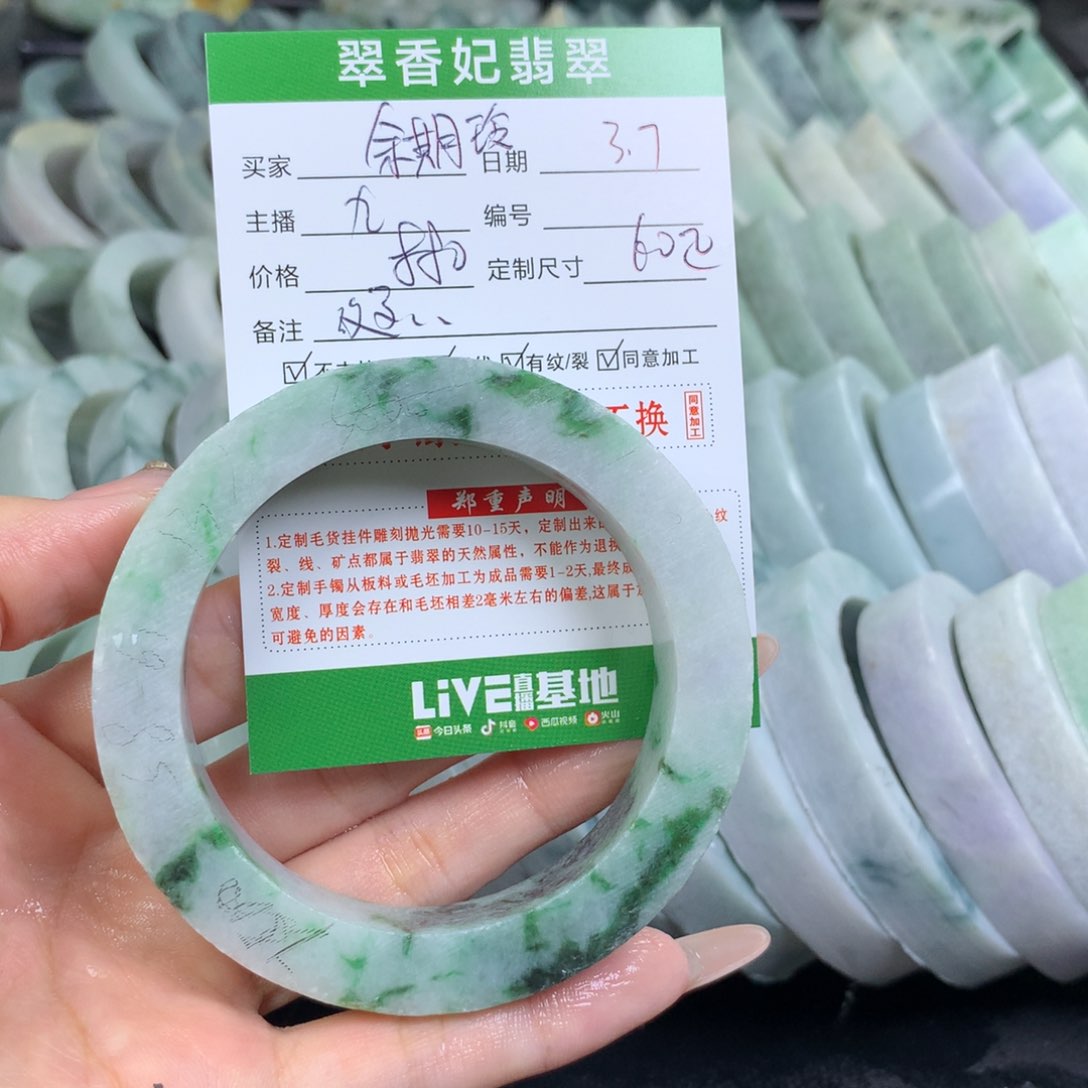 翠香妃翡翠
买家 日期 3.7
主播 九 编号
价格 定制尺寸
备注
有纹/裂 同意加工
换 同意加工
郑重声明
1.定制毛货挂件雕刻抛光需要10-15天，定制出来 纹
裂、线、矿点都属于翡翠的天然属性，不能作为退换
2.定制手镯从板料或毛坯加工为成品需要1-2天,最终成
宽度、厚度会存在和毛坯相差2毫米左右的偏差,这属于
可避免的因素。
LiVE直播基地
头条 今日头条 抖音 西瓜视频 火山